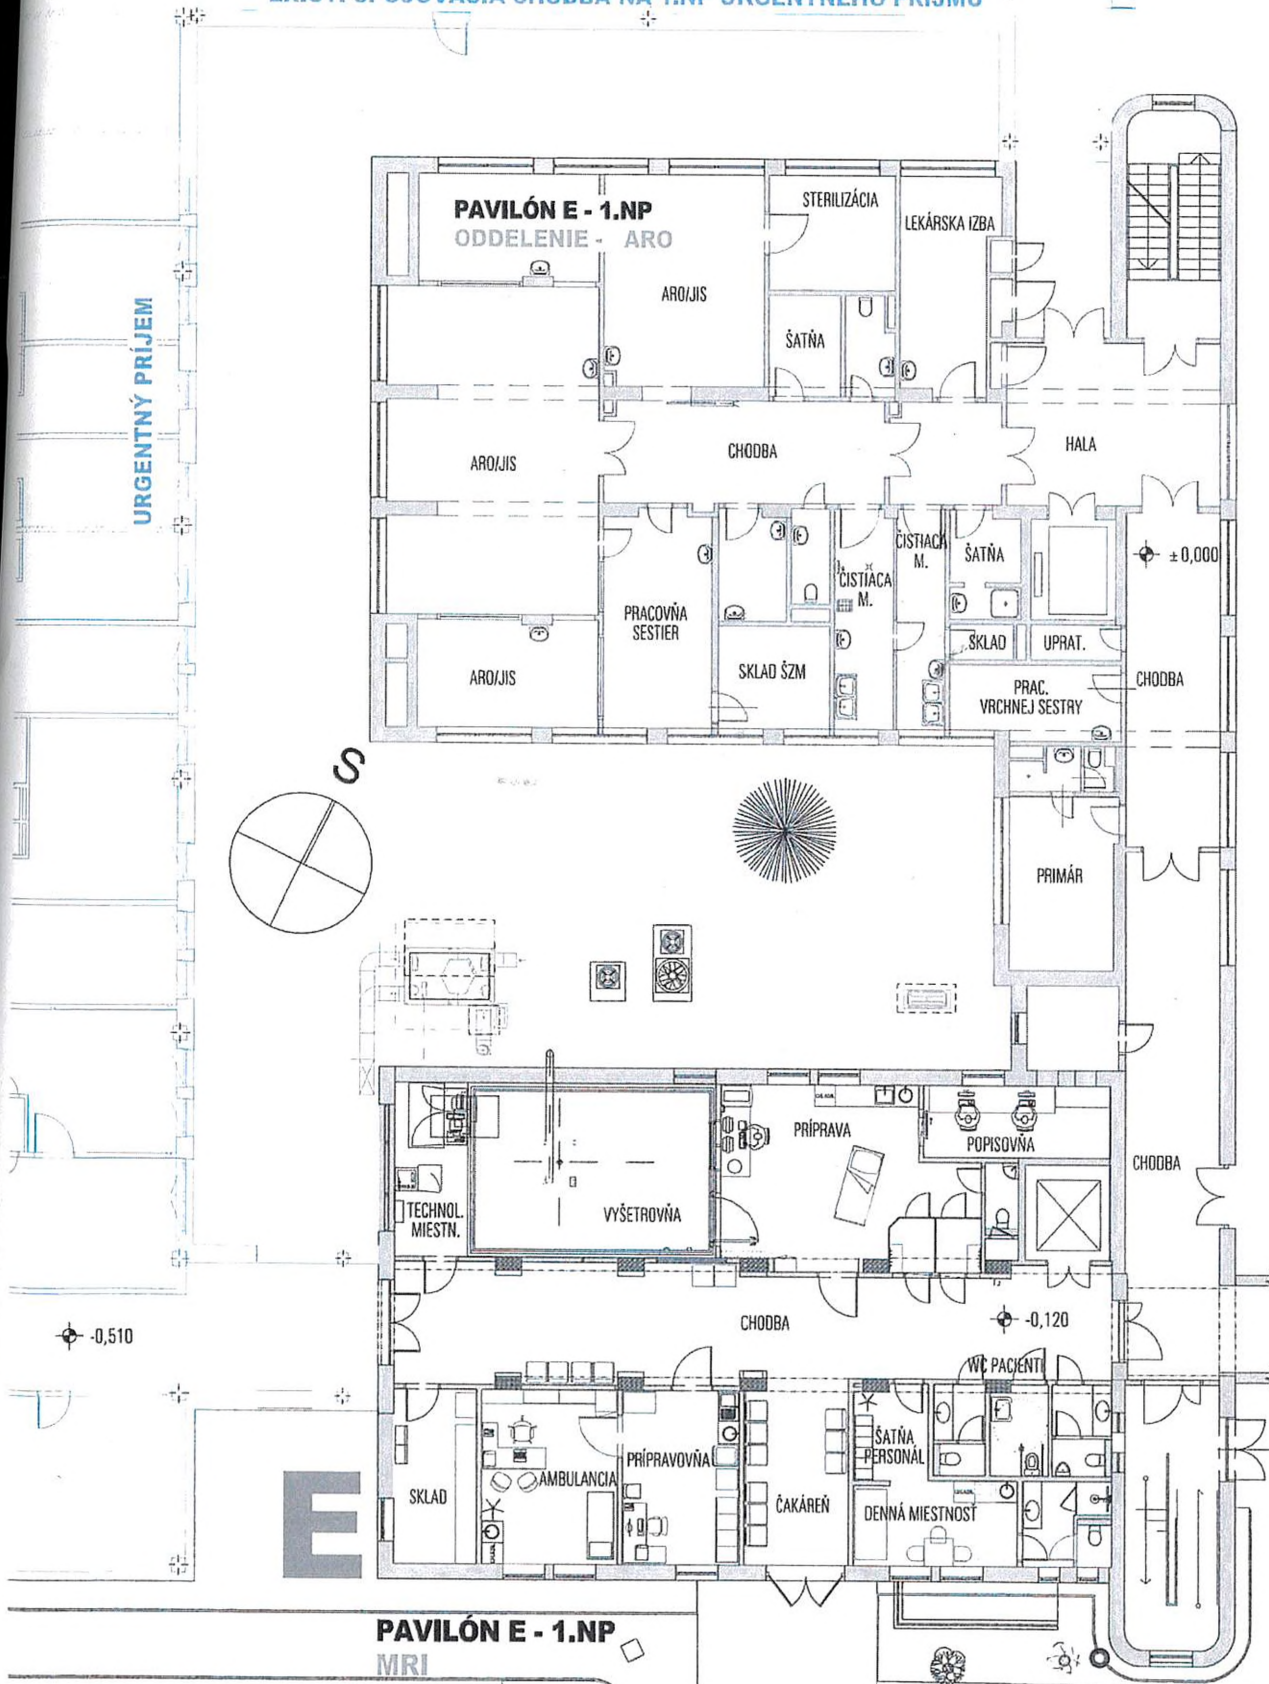 PAVILÓN E - 1.NP
ODDELENIE - ARO
STERILIZÁCIA
LEKÁRSKA IZBA
ARO/JIS
ŠATŇA
URGENTNÝ PRÍJEM
ARO/JIS
CHODBA
HALA
ČISTIACA
M.
ŠATŇA
±0,000
ČISTIACA
M.
PRACOVŇA
SESTIER
SKLAD
UPRAT.
ARO/JIS
SKLAD ŠZM
PRAC.
VRCHNEJ SESTRY
CHODBA
S
PRIMÁR
PRÍPRAVA
POPISOVŇA
CHODBA
TECHNOL.
MIESTN.
VYŠETROVŇA
CHODBA
-0,120
-0,510
WC PACIENTI
SKLAD
AMBULANCIA
PRÍPRAVOVŇA
ČAKÁREŇ
ŠATŇA
PERSONÁL
DENNÁ MIESTNOSŤ
E
PAVILÓN E - 1.NP
MRI